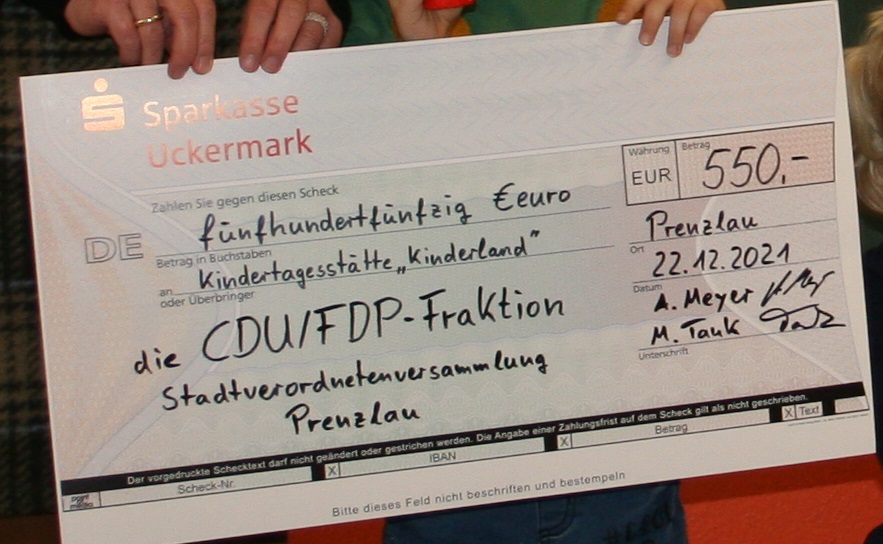 Sparkasse
Uckermark
Zahlen Sie gegen diesen Scheck
Währung
Betrag
EUR
550,-
DE
fünfhundertfünfzig €euro
Betrag in Buchstaben
Prenzlau
Ort
an Kindertagesstätte „Kinderland"
oder Überbringer
22.12.2021
Datum
die CDU/FDP-Fraktion
A. Meyer
Stadtverordnetenversammlung
M. Tank
Unterschrift
Prenzlau
Der vorgedruckte Schecktext darf nicht geändert oder gestrichen werden. Die Angabe einer Zahlungsfrist auf dem Scheck gilt als nicht geschrieben.
Scheck-Nr. X IBAN X Betrag X Text
Bitte dieses Feld nicht beschriften und bestempeln